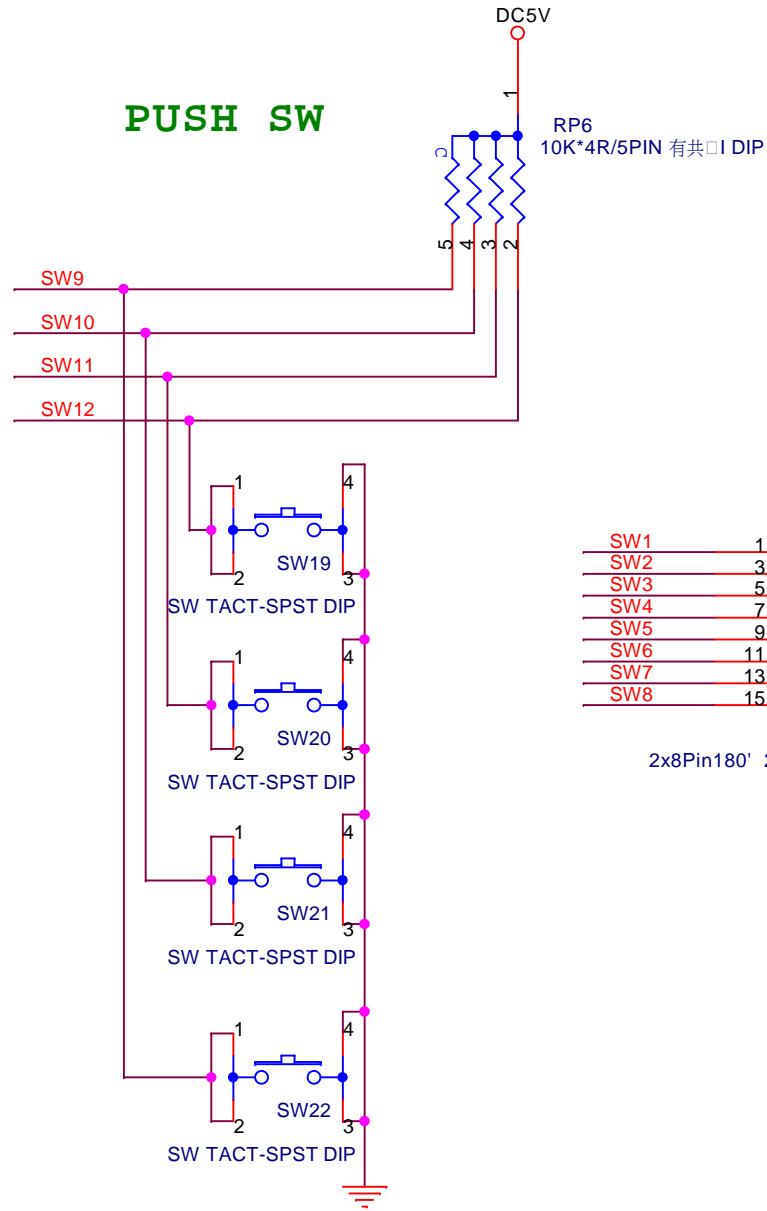 DC5V
PUSH SW
1
RP6
10K*4R/5PIN 有共□I DIP
C
5 4 3 2
SW9
SW10
SW11
SW12
1 4
SW19
2 3
SW TACT-SPST DIP
1 4
SW20
2 3
SW TACT-SPST DIP
1 4
SW21
2 3
SW TACT-SPST DIP
1 4
SW22
2 3
SW TACT-SPST DIP
SW1 1
SW2 3
SW3 5
SW4 7
SW5 9
SW6 11
SW7 13
SW8 15
2x8Pin180'